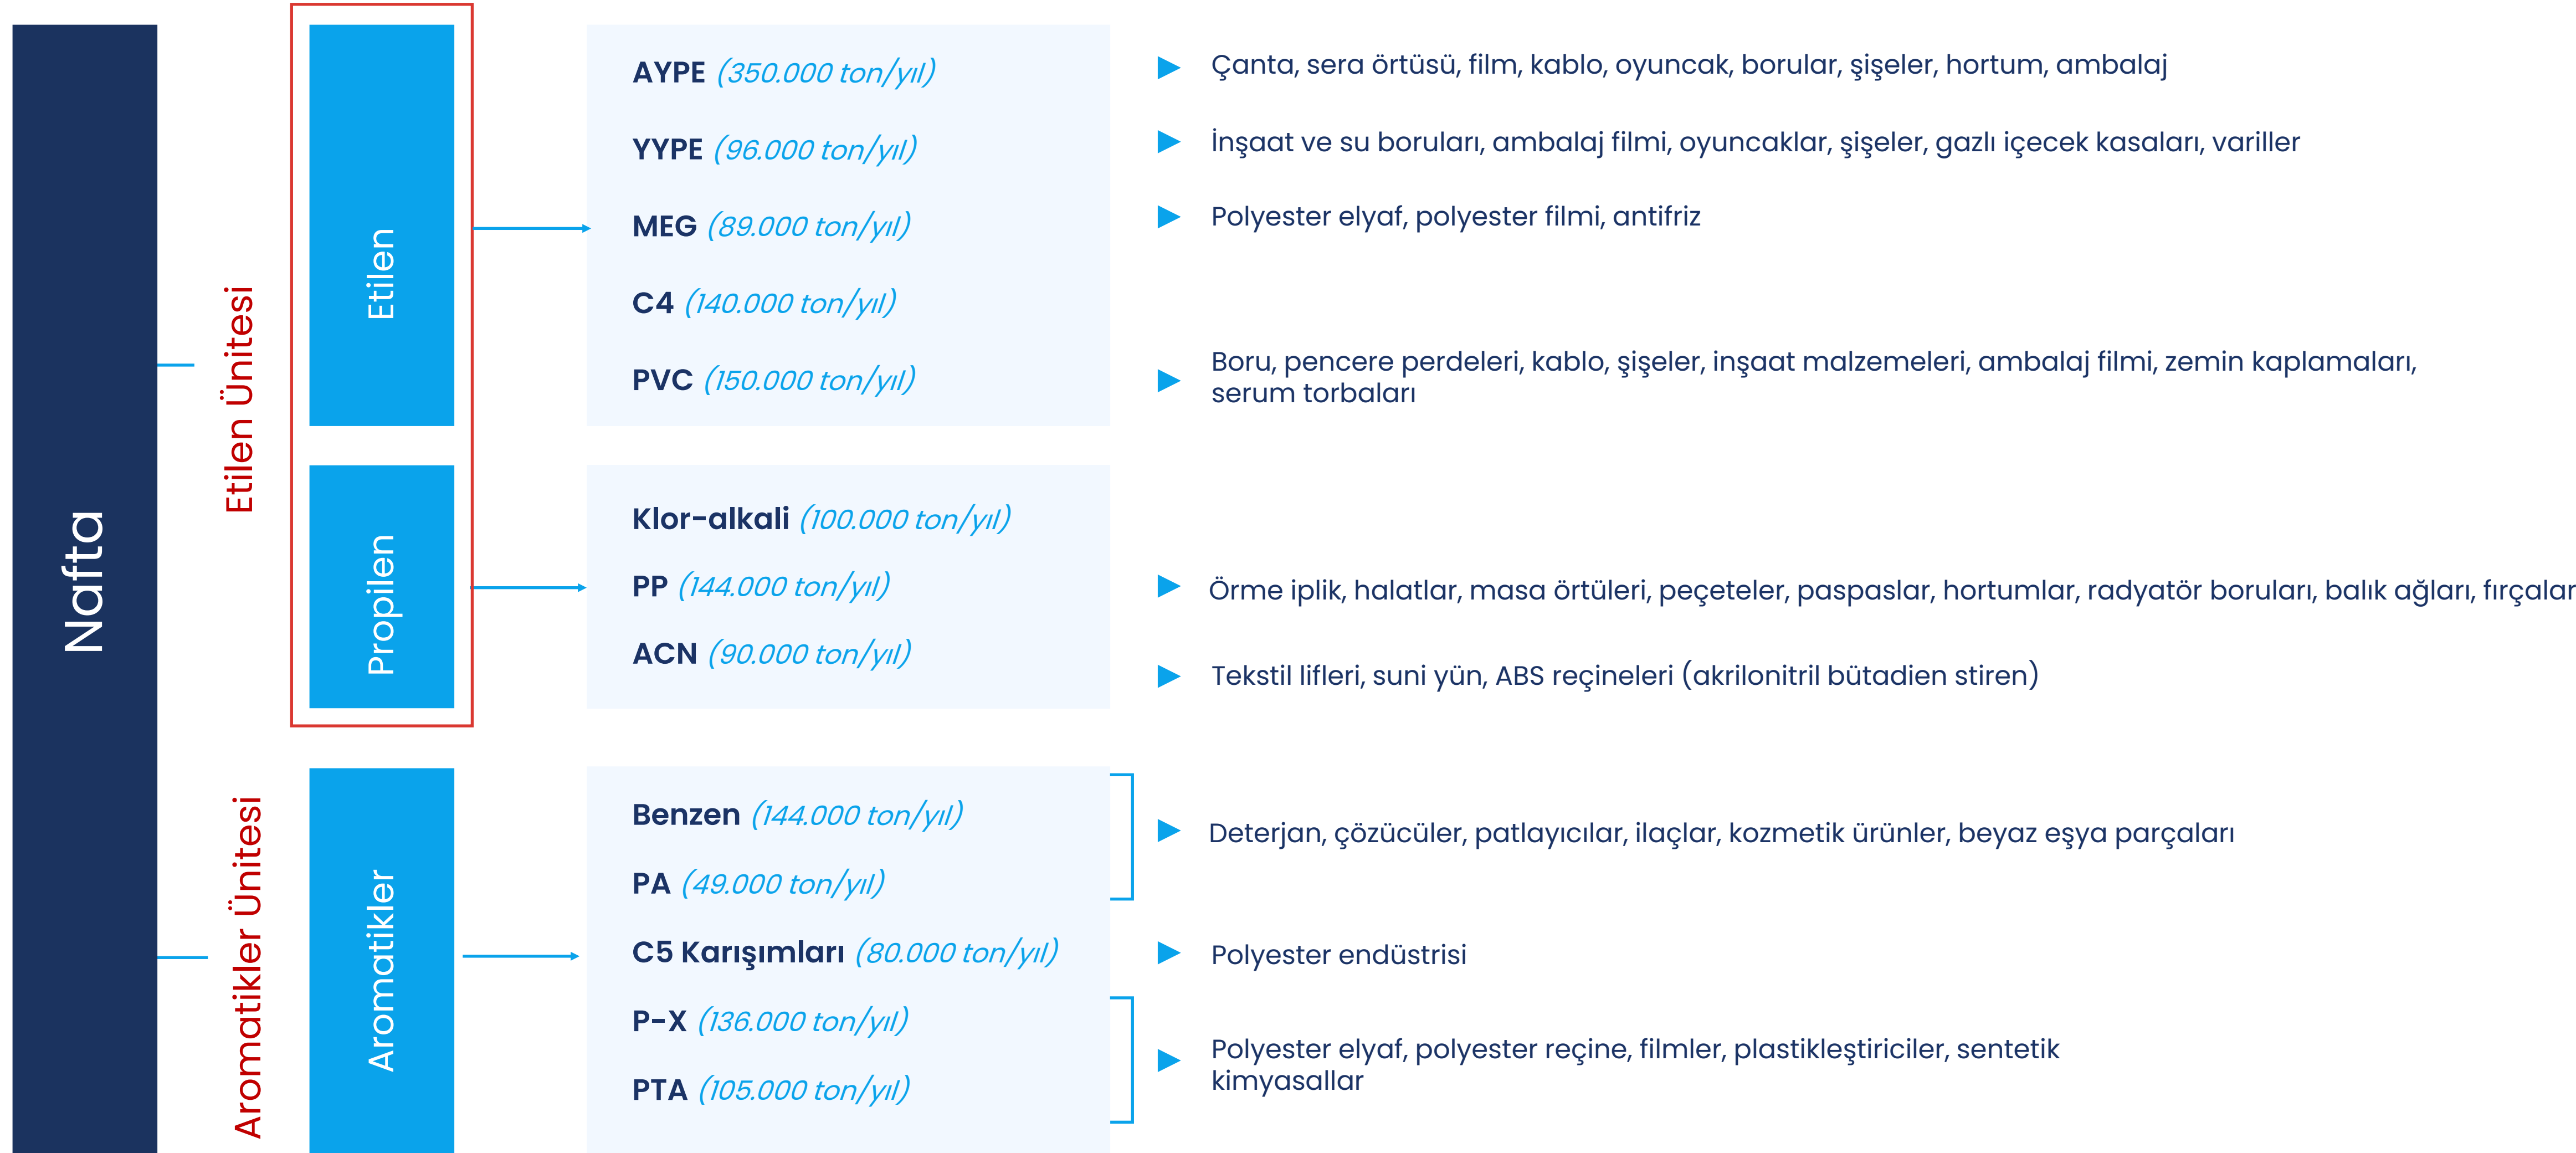 Nafta
Etilen Ünitesi
Etilen
AYPE (350.000 ton/yıl)
Çanta, sera örtüsü, film, kablo, oyuncak, borular, şişeler, hortum, ambalaj
YYPE (96.000 ton/yıl)
İnşaat ve su boruları, ambalaj filmi, oyuncaklar, şişeler, gazlı içecek kasaları, variller
MEG (89.000 ton/yıl)
Polyester elyaf, polyester filmi, antifriz
C4 (140.000 ton/yıl)
PVC (150.000 ton/yıl)
Boru, pencere perdeleri, kablo, şişeler, inşaat malzemeleri, ambalaj filmi, zemin kaplamaları,
serum torbaları
Propilen
Klor-alkali (100.000 ton/yıl)
PP (144.000 ton/yıl)
Örme iplik, halatlar, masa örtüleri, peçeteler, paspaslar, hortumlar, radyatör boruları, balık ağları, fırçalar
ACN (90.000 ton/yıl)
Tekstil lifleri, suni yün, ABS reçineleri (akrilonitril bütadien stiren)
Aromatikler Ünitesi
Aromatikler
Benzen (144.000 ton/yıl)
PA (49.000 ton/yıl)
Deterjan, çözücüler, patlayıcılar, ilaçlar, kozmetik ürünler, beyaz eşya parçaları
C5 Karışımları (80.000 ton/yıl)
Polyester endüstrisi
P-X (136.000 ton/yıl)
PTA (105.000 ton/yıl)
Polyester elyaf, polyester reçine, filmler, plastikleştiriciler, sentetik
kimyasallar